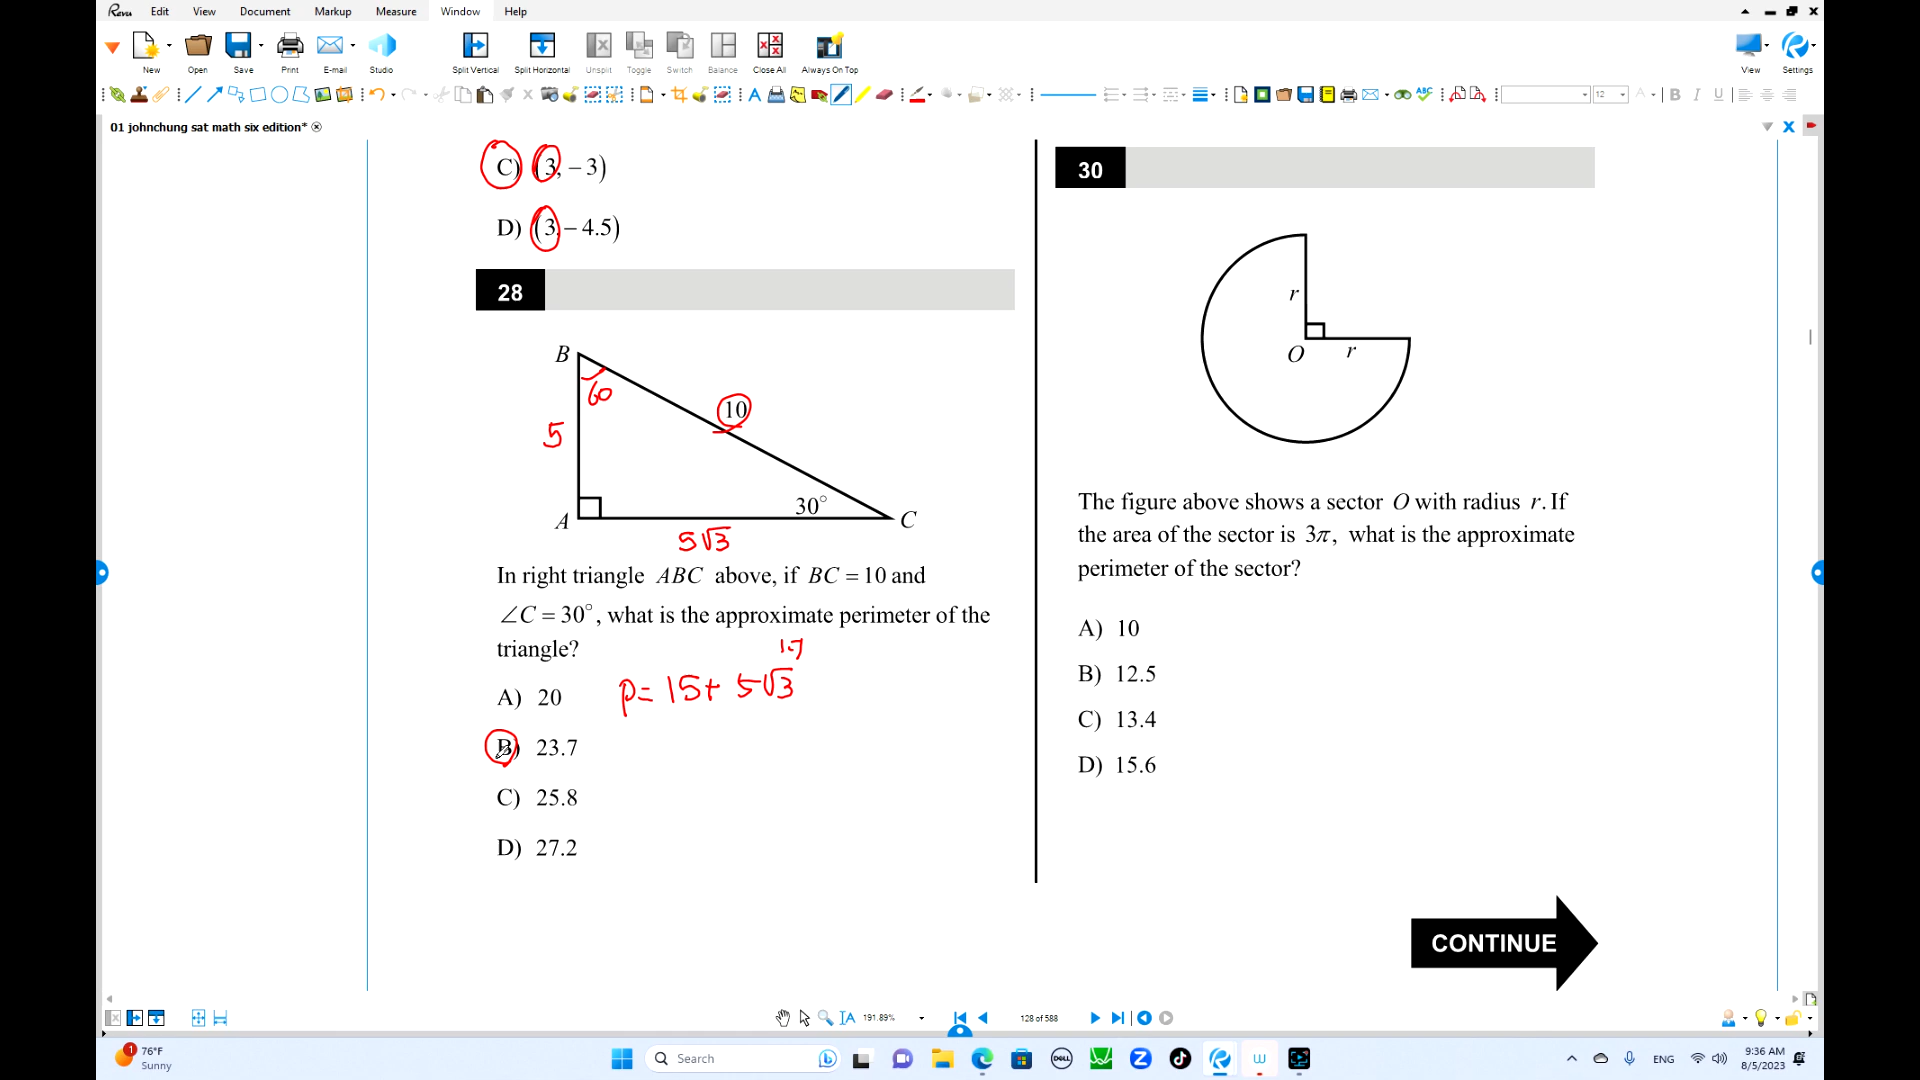 Revu File Edit View Document Markup Measure Window Help
New Open Save Print E-mail Studio Split Vertical Split Horizontal Unsplit Toggle Switch Balance Close All Always On Top View Settings
12
01 johnchung sat math six edition*
C) (3, – 3)
D) (3, – 4.5)
28
B
60
10
5
30°
A
C
5√3
In right triangle ABC above, if BC = 10 and
∠C = 30°, what is the approximate perimeter of the
triangle?
1.7
A) 20
P= 15+ 5√3
B) 23.7
C) 25.8
D) 27.2
30
r
O
r
The figure above shows a sector O with radius r. If
the area of the sector is 3π, what is the approximate
perimeter of the sector?
A) 10
B) 12.5
C) 13.4
D) 15.6
CONTINUE
191.89%
128 of 588
1
76°F
Sunny
Search
DELL
ENG
9:36 AM
8/5/2023